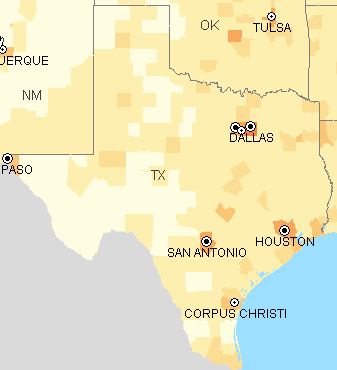 OK
TULSA
UERQUE
NM
DALLAS
PASO
TX
HOUSTON
SAN ANTONIO
CORPUS CHRISTI